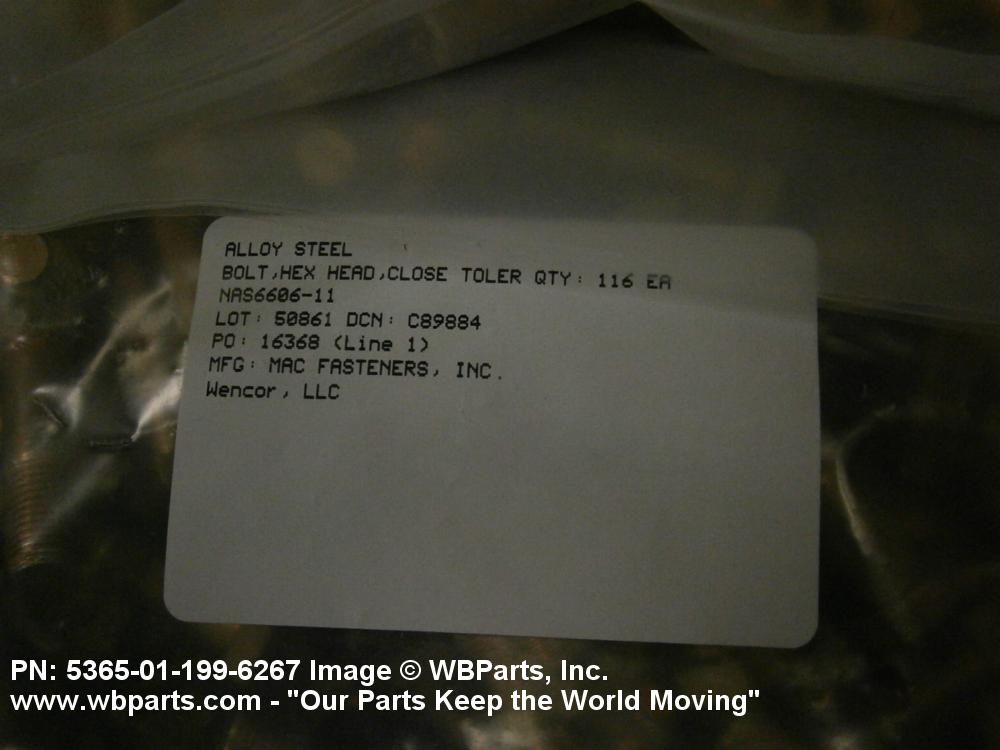 ALLOY STEEL
BOLT,HEX HEAD,CLOSE TOLER QTY: 116 EA
NAS6606-11
LOT: 50861 DCN: C89884
PO: 16368 (Line 1)
MFG: MAC FASTENERS, INC.
Wencor, LLC
PN: 5365-01-199-6267 Image © WBParts, Inc.
www.wbparts.com - "Our Parts Keep the World Moving"